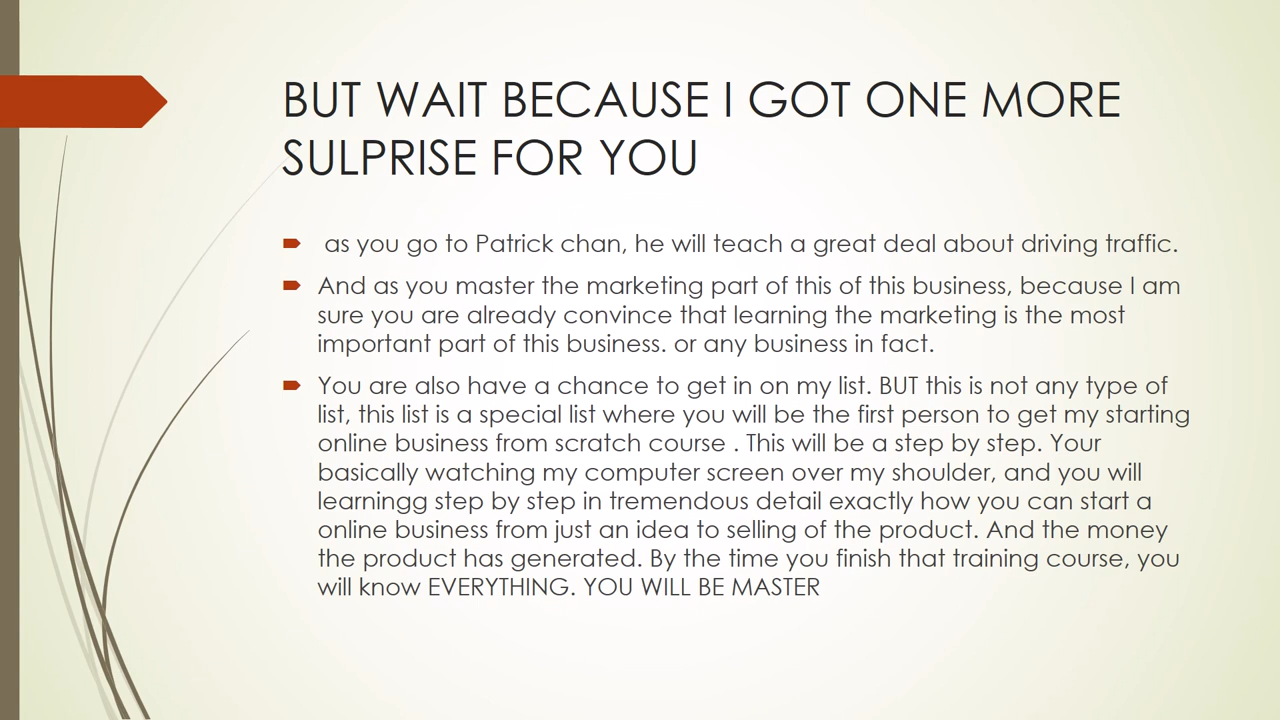 BUT WAIT BECAUSE I GOT ONE MORE
SULPRISE FOR YOU
as you go to Patrick chan, he will teach a great deal about driving traffic.
And as you master the marketing part of this of this business, because I am
sure you are already convince that learning the marketing is the most
important part of this business. or any business in fact.
You are also have a chance to get in on my list. BUT this is not any type of
list, this list is a special list where you will be the first person to get my starting
online business from scratch course . This will be a step by step. Your
basically watching my computer screen over my shoulder, and you will
learningg step by step in tremendous detail exactly how you can start a
online business from just an idea to selling of the product. And the money
the product has generated. By the time you finish that training course, you
will know EVERYTHING. YOU WILL BE MASTER